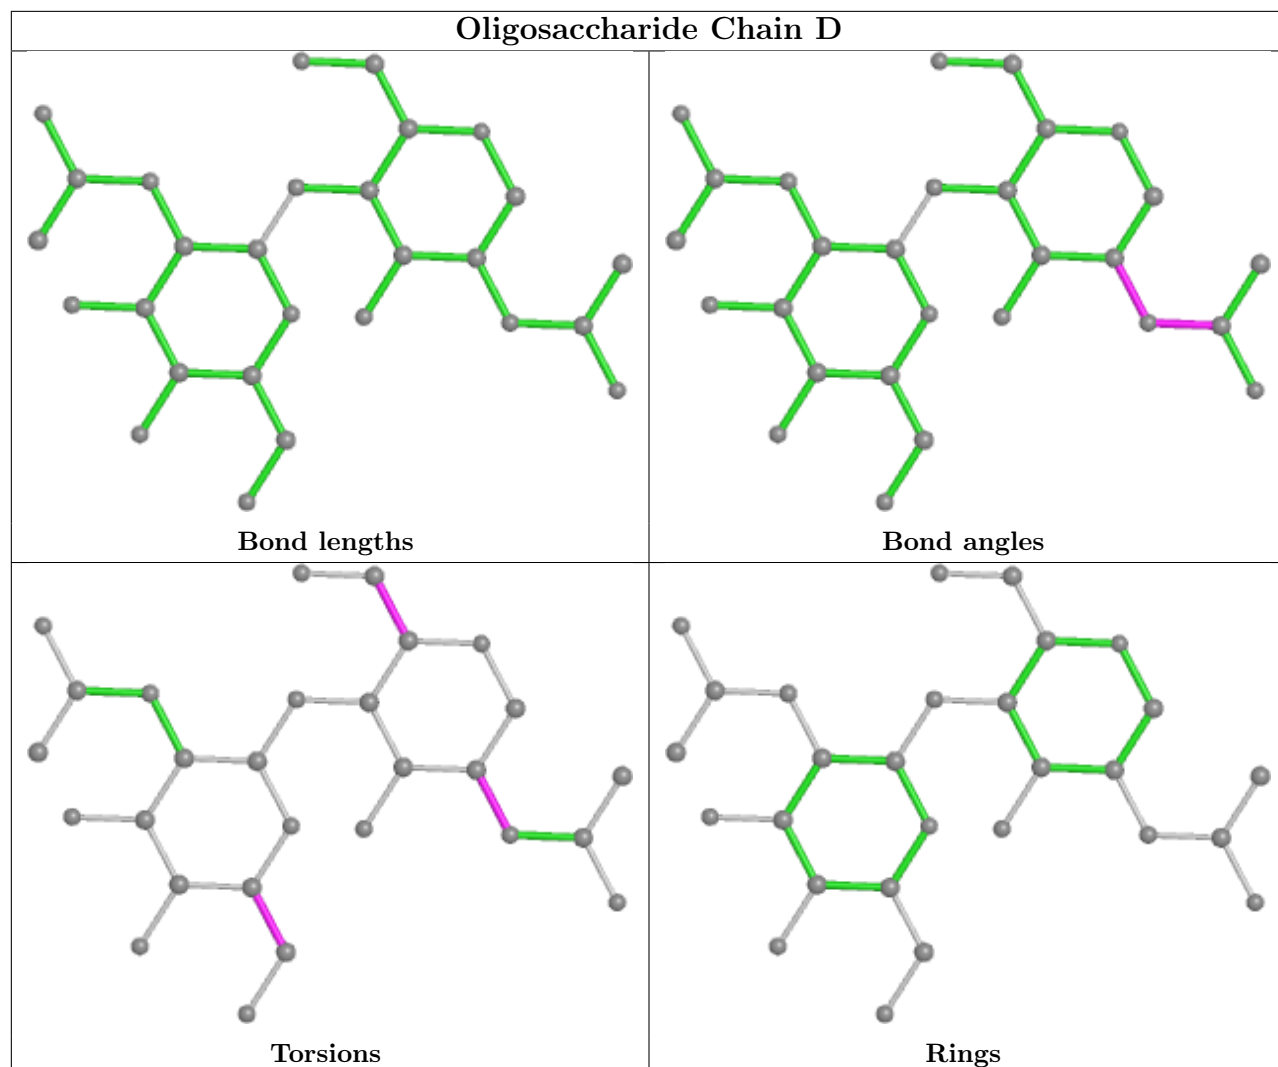 Oligosaccharide Chain D
Bond lengths
Bond angles
Torsions
Rings